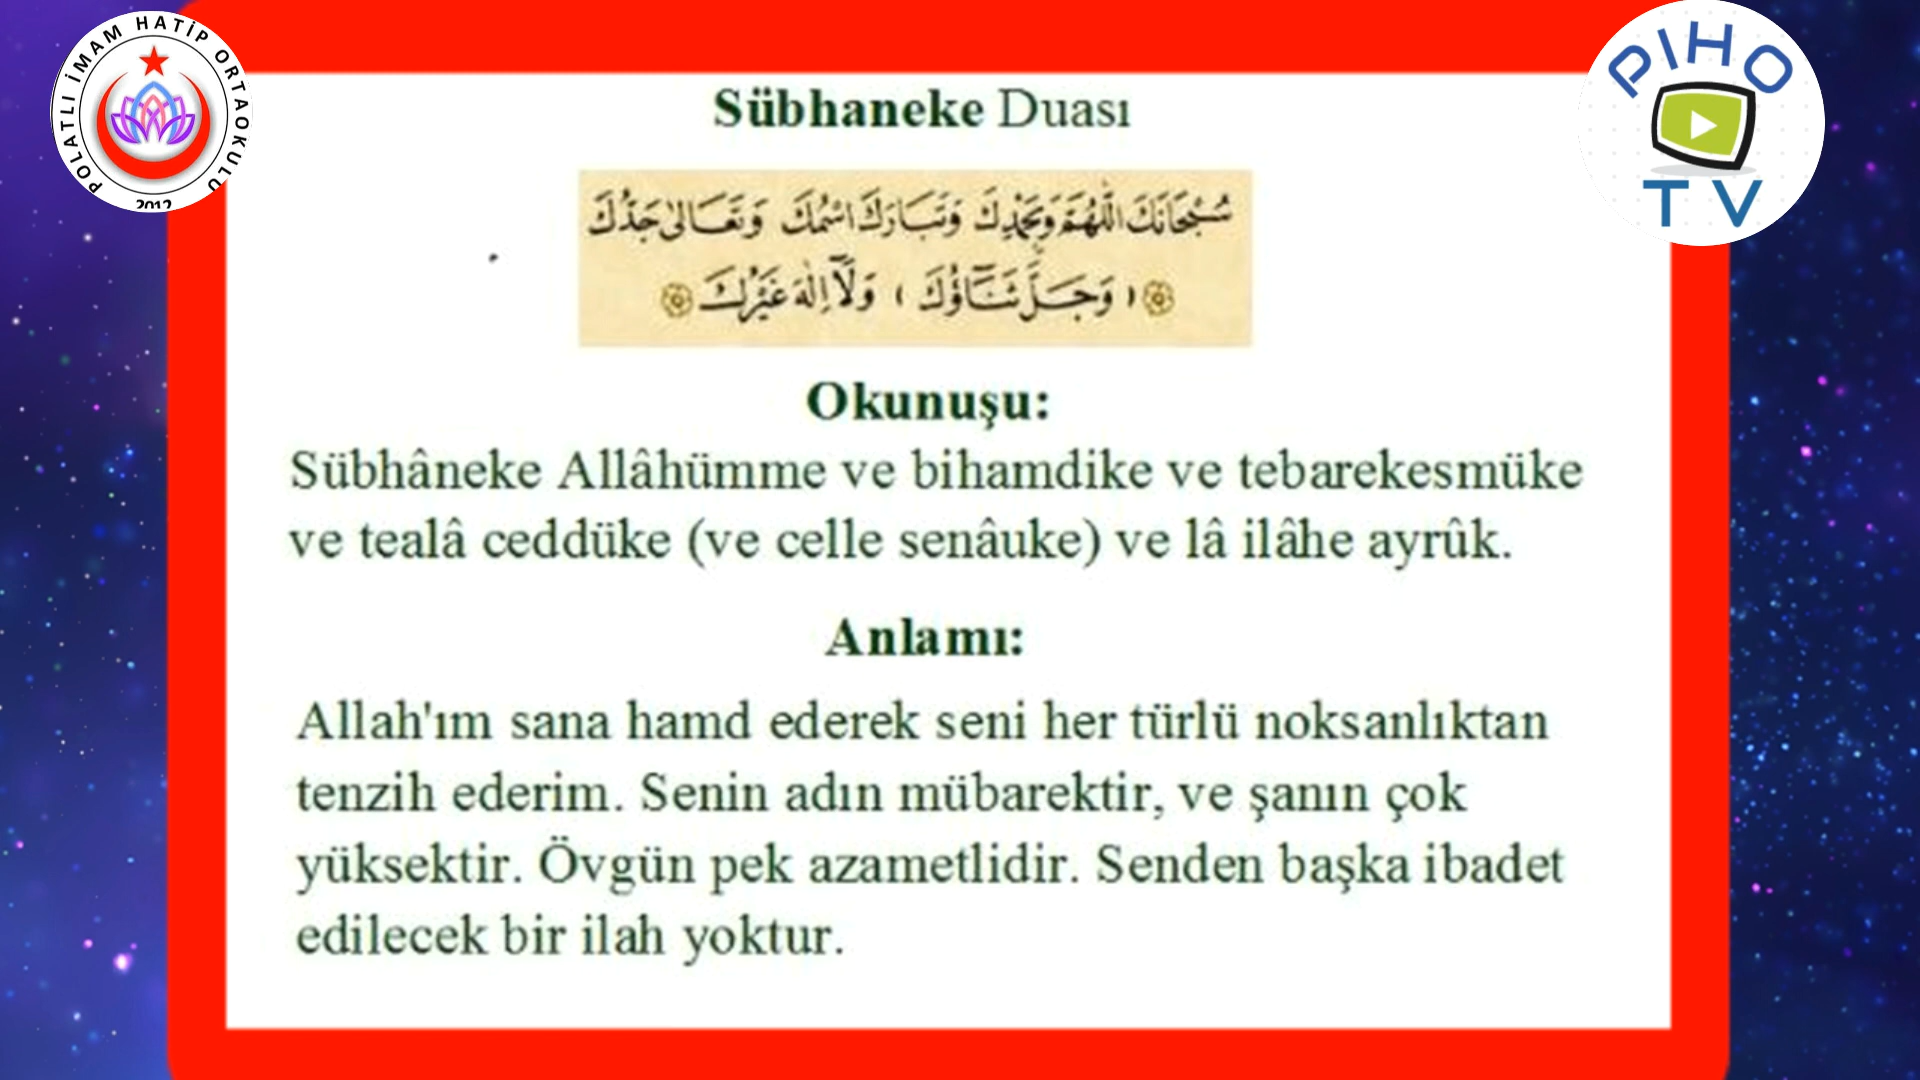 POLATLI İMAM HATİP ORTAOKULU
2012
PIHO
TV
Sübhaneke Duası
سُبْحَانَكَ اللّٰهُمَّ وَبِحَمْدِكَ وَتَبَارَكَ اسْمُكَ وَتَعَالٰى جَدُّكَ
( وَجَلَّ ثَنَٓاؤُكَ ) وَلَٓا اِلٰهَ غَيْرُكَ
Okunuşu:
Sübhâneke Allâhümme ve bihamdike ve tebarekesmüke
ve tealâ ceddüke (ve celle senâuke) ve lâ ilâhe ayrûk.
Anlamı:
Allah'ım sana hamd ederek seni her türlü noksanlıktan
tenzih ederim. Senin adın mübarektir, ve şanın çok
yüksektir. Övgün pek azametlidir. Senden başka ibadet
edilecek bir ilah yoktur.